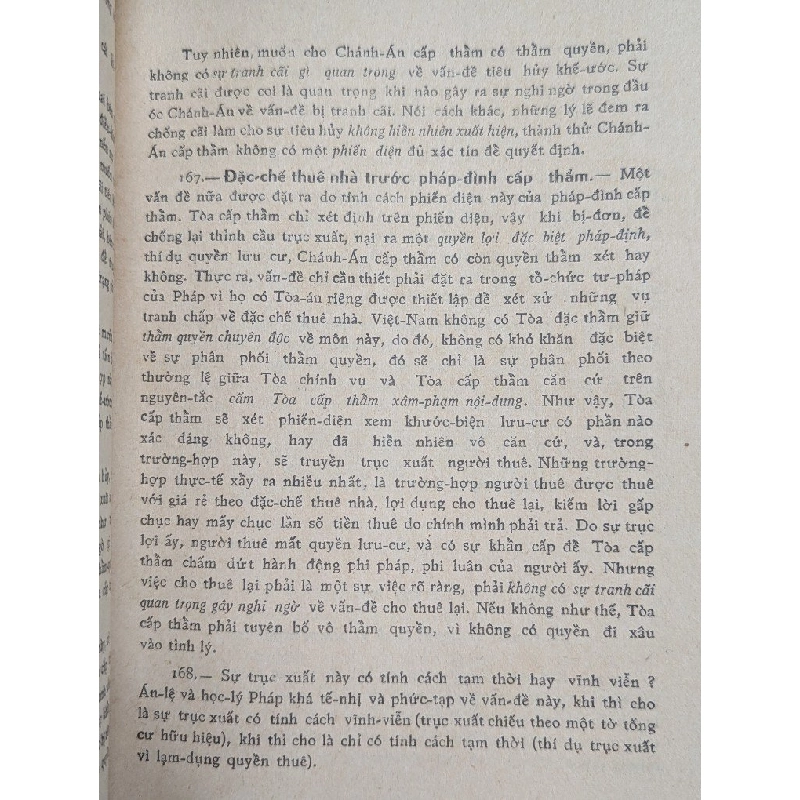 Tuy nhiên, muốn cho Chánh-Án cấp thẩm có thẩm quyền, phải
không có sự tranh cãi gì quan trọng về vấn-đề tiêu hủy khế-ước. Sự
tranh cãi được coi là quan trọng khi nào gây ra sự nghi ngờ trong đầu
óc Chánh-Án về vấn-đề bị tranh cãi. Nói cách khác, những lý lẽ đem ra
chống cãi làm cho sự tiêu hủy không hiển nhiên xuất hiện, thành thử Chánh-
Án cấp thẩm không có một phiến diện đủ xác tín để quyết định.
167.— Đặc-chế thuê nhà trước pháp-đình cấp thẩm.— Một
vấn đề nữa được đặt ra do tính cách phiến diện này của pháp-đình cấp
thẩm. Tòa cấp thẩm chỉ xét định trên phiến diện, vậy khi bị-đơn, để
chống lại thỉnh cầu trục xuất, nại ra một quyền lợi đặc biệt pháp-định,
thí dụ quyền lưu cư, Chánh-Án cấp thẩm có còn quyền thẩm xét hay
không. Thực ra, vấn-đề chỉ cần thiết phải đặt ra trong tổ-chức tư-pháp
của Pháp vì họ có Tòa-án riêng được thiết lập để xét xử những vụ
tranh chấp về đặc chế thuê nhà. Việt-Nam không có Tòa đặc thẩm giữ
thẩm quyền chuyên độc về môn này, do đó, không có khó khăn đặc biệt
về sự phân phối thẩm quyền, đó sẽ chỉ là sự phân phối theo
thường lệ giữa Tòa chính vụ và Tòa cấp thẩm căn cứ trên
nguyên-tắc cấm Tòa cấp thẩm xâm-phạm nội-dung. Như vậy, Tòa
cấp thẩm sẽ xét phiến-diện xem khước-biện lưu-cư có phần nào
xác đáng không, hay đã hiển nhiên vô căn cứ, và, trong
trường-hợp này, sẽ truyền trục xuất người thuê. Những trường-
hợp thực-tế xẩy ra nhiều nhất, là trường-hợp người thuê được thuê
với giá rẻ theo đặc-chế thuê nhà, lợi dụng cho thuê lại, kiếm lời gấp
chục hay mấy chục lần số tiền thuê do chính mình phải trả. Do sự trục
lợi ấy, người thuê mất quyền lưu-cư, và có sự khẩn cấp để Tòa cấp
thẩm chấm dứt hành động phi pháp, phi luân của người ấy. Nhưng
việc cho thuê lại phải là một sự việc rõ ràng, phải không có sự tranh cãi
quan trọng gây nghi ngờ về vấn-đề cho thuê lại. Nếu không như thế, Tòa
cấp thẩm phải tuyên bố vô thẩm quyền, vì không có quyền đi xâu
vào tình lý.
168.— Sự trục xuất này có tính cách tạm thời hay vĩnh viễn ?
Án-lệ và học-lý Pháp khá tế-nhị và phức-tạp về vấn-đề này, khi thì cho
là sự trục xuất có tính cách vĩnh-viễn (trục xuất chiếu theo một tờ tống
cư hữu hiệu), khi thì cho là chỉ có tính cách tạm thời (thí dụ trục xuất
vì lạm-dụng quyền thuê).